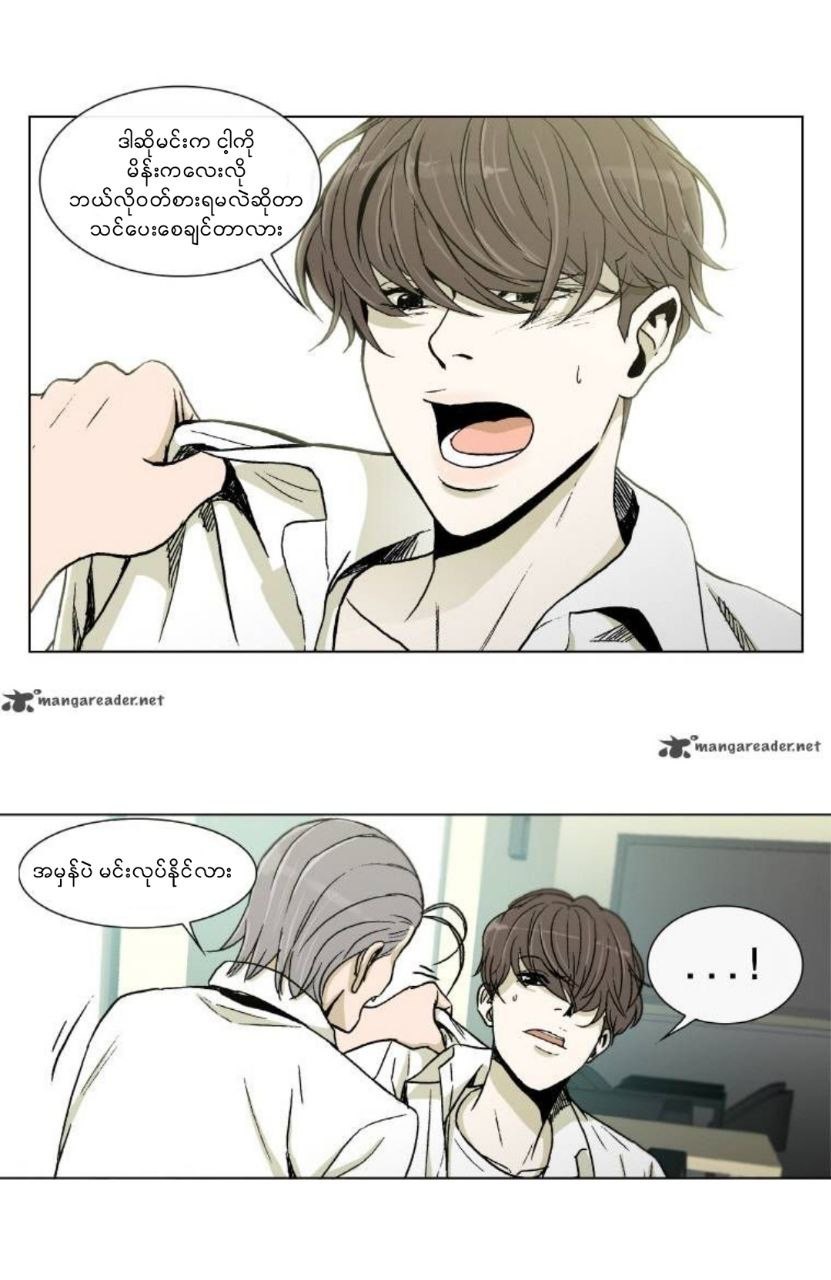 ဒါဆိုမင်းက ငါ့ကို
မိန်းကလေးလို
ဘယ်လိုဝတ်စားရမလဲဆိုတာ
သင်ပေးစေချင်တာလား
mangareader.net
mangareader.net
အမှန်ပဲ မင်းလုပ်နိုင်လား
...!